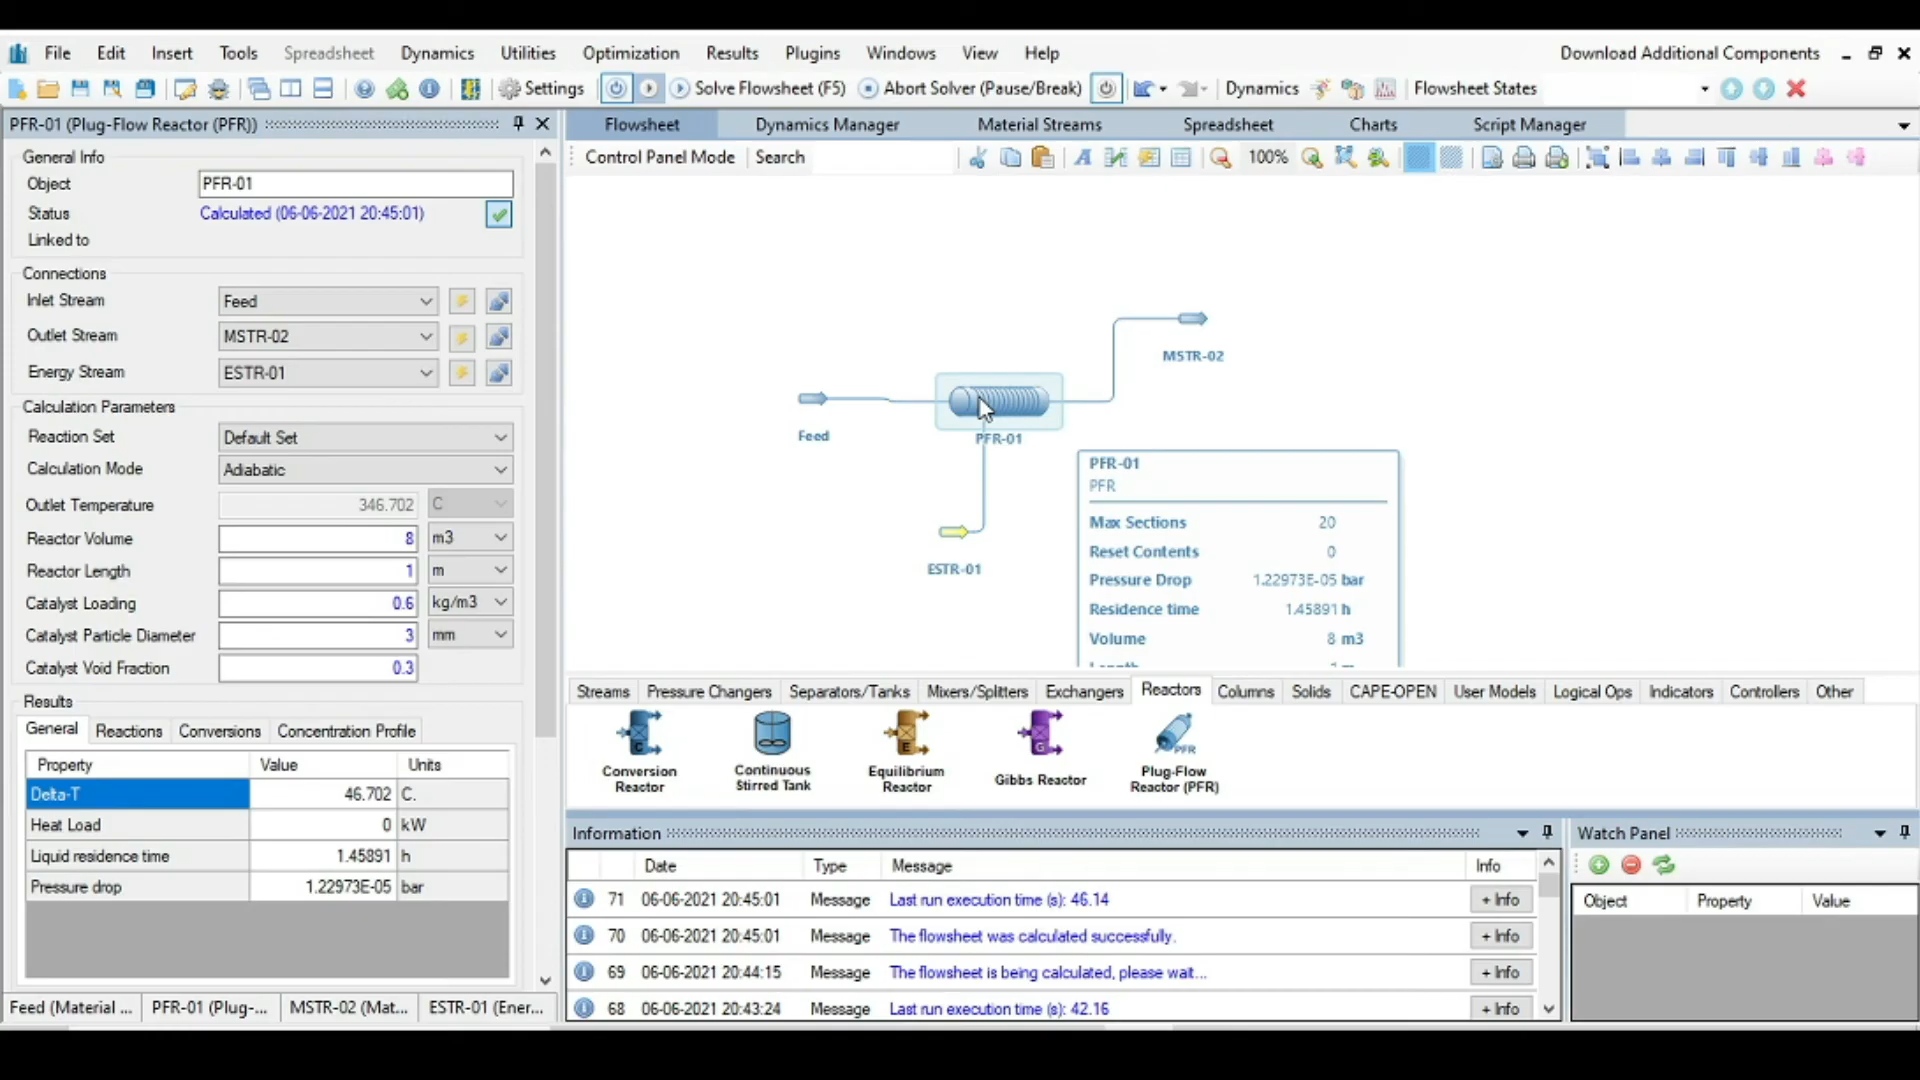 File Edit Insert Tools Spreadsheet Dynamics Utilities Optimization Results Plugins Windows View Help Download Additional Components
Settings Solve Flowsheet (F5) Abort Solver (Pause/Break) Dynamics Flowsheet States
PFR-01 (Plug-Flow Reactor (PFR))
General Info
Object PFR-01
Status Calculated (06-06-2021 20:45:01)
Linked to
Connections
Inlet Stream Feed
Outlet Stream MSTR-02
Energy Stream ESTR-01
Calculation Parameters
Reaction Set Default Set
Calculation Mode Adiabatic
Outlet Temperature 346.702 C
Reactor Volume 8 m3
Reactor Length 1 m
Catalyst Loading 0.6 kg/m3
Catalyst Particle Diameter 3 mm
Catalyst Void Fraction 0.3
Results
General Reactions Conversions Concentration Profile
Property Value Units
Delta-T 46.702 C.
Heat Load 0 kW
Liquid residence time 1.45891 h
Pressure drop 1.22973E-05 bar
Feed (Material ... PFR-01 (Plug-... MSTR-02 (Mat... ESTR-01 (Ener...
Flowsheet Dynamics Manager Material Streams Spreadsheet Charts Script Manager
Control Panel Mode Search 100%
MSTR-02
Feed
PFR-01
ESTR-01
PFR-01
PFR
Max Sections 20
Reset Contents 0
Pressure Drop 1.22973E-05 bar
Residence time 1.45891 h
Volume 8 m3
Streams Pressure Changers Separators/Tanks Mixers/Splitters Exchangers Reactors Columns Solids CAPE-OPEN User Models Logical Ops Indicators Controllers Other
Conversion Reactor
Continuous Stirred Tank
Equilibrium Reactor
Gibbs Reactor
Plug-Flow Reactor (PFR)
Information
Date Type Message Info
71 06-06-2021 20:45:01 Message Last run execution time (s): 46.14 + Info
70 06-06-2021 20:45:01 Message The flowsheet was calculated successfully. + Info
69 06-06-2021 20:44:15 Message The flowsheet is being calculated, please wait... + Info
68 06-06-2021 20:43:24 Message Last run execution time (s): 42.16 + Info
Watch Panel
Object Property Value